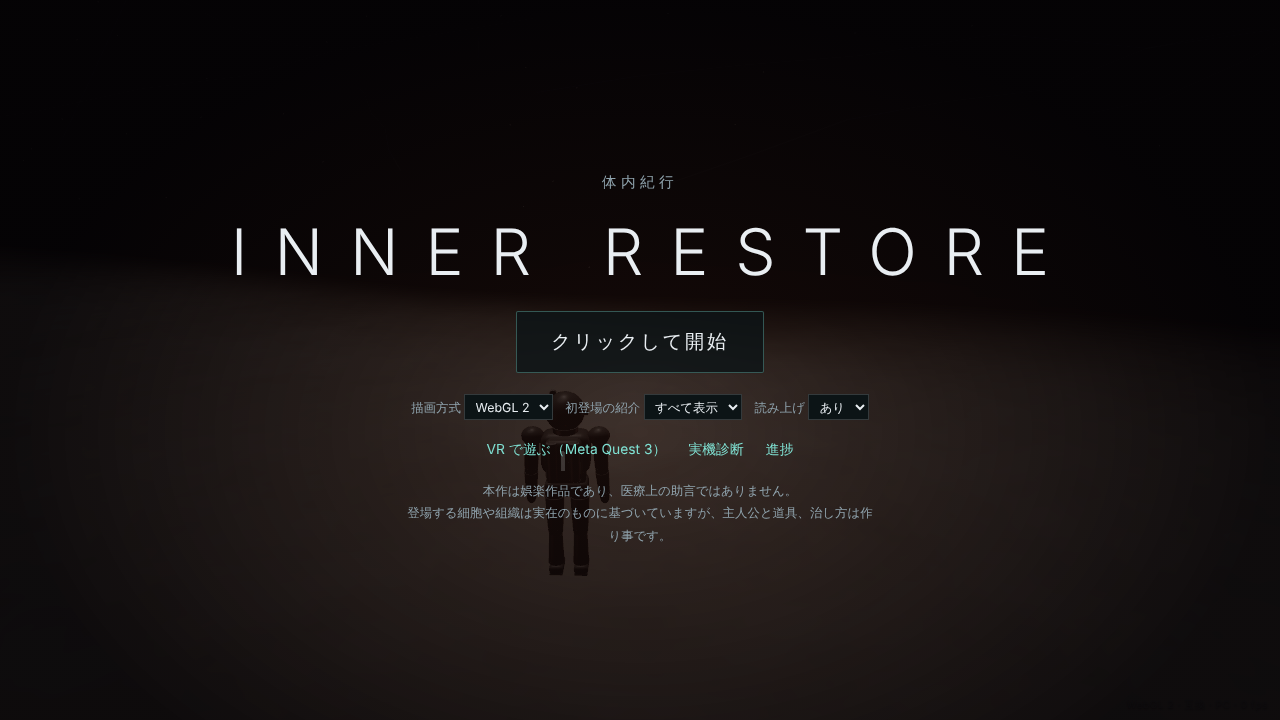 体内紀行
INNER RESTORE
クリックして開始
描画方式 WebGL 2 初登場の紹介 すべて表示 読み上げ あり
VR で遊ぶ（Meta Quest 3） 実機診断 進捗
本作は娯楽作品であり、医療上の助言ではありません。
登場する細胞や組織は実在のものに基づいていますが、主人公と道具、治し方は作
り事です。